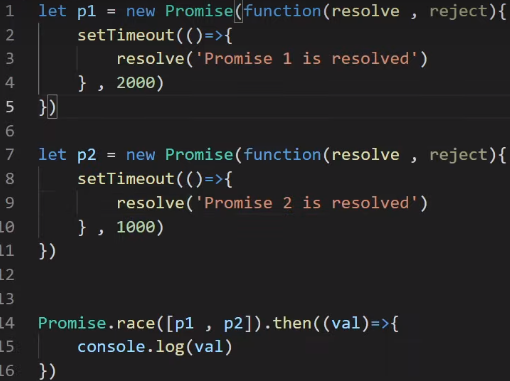 1 let p1 = new Promise(function(resolve , reject){
2     setTimeout(()=>{
3         resolve('Promise 1 is resolved')
4     } , 2000)
5 })
6
7 let p2 = new Promise(function(resolve , reject){
8     setTimeout(()=>{
9         resolve('Promise 2 is resolved')
10     } , 1000)
11 })
12
13
14 Promise.race([p1 , p2]).then((val)=>{
15     console.log(val)
16 })